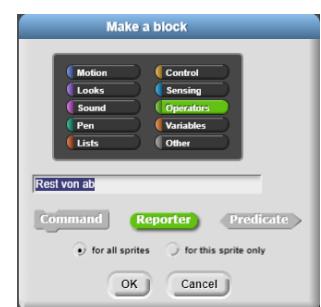 Make a block
Motion Control
Looks Sensing
Sound Operators
Pen Variables
Lists Other
Rest von ab
Command Reporter Predicate
for all sprites for this sprite only
OK Cancel